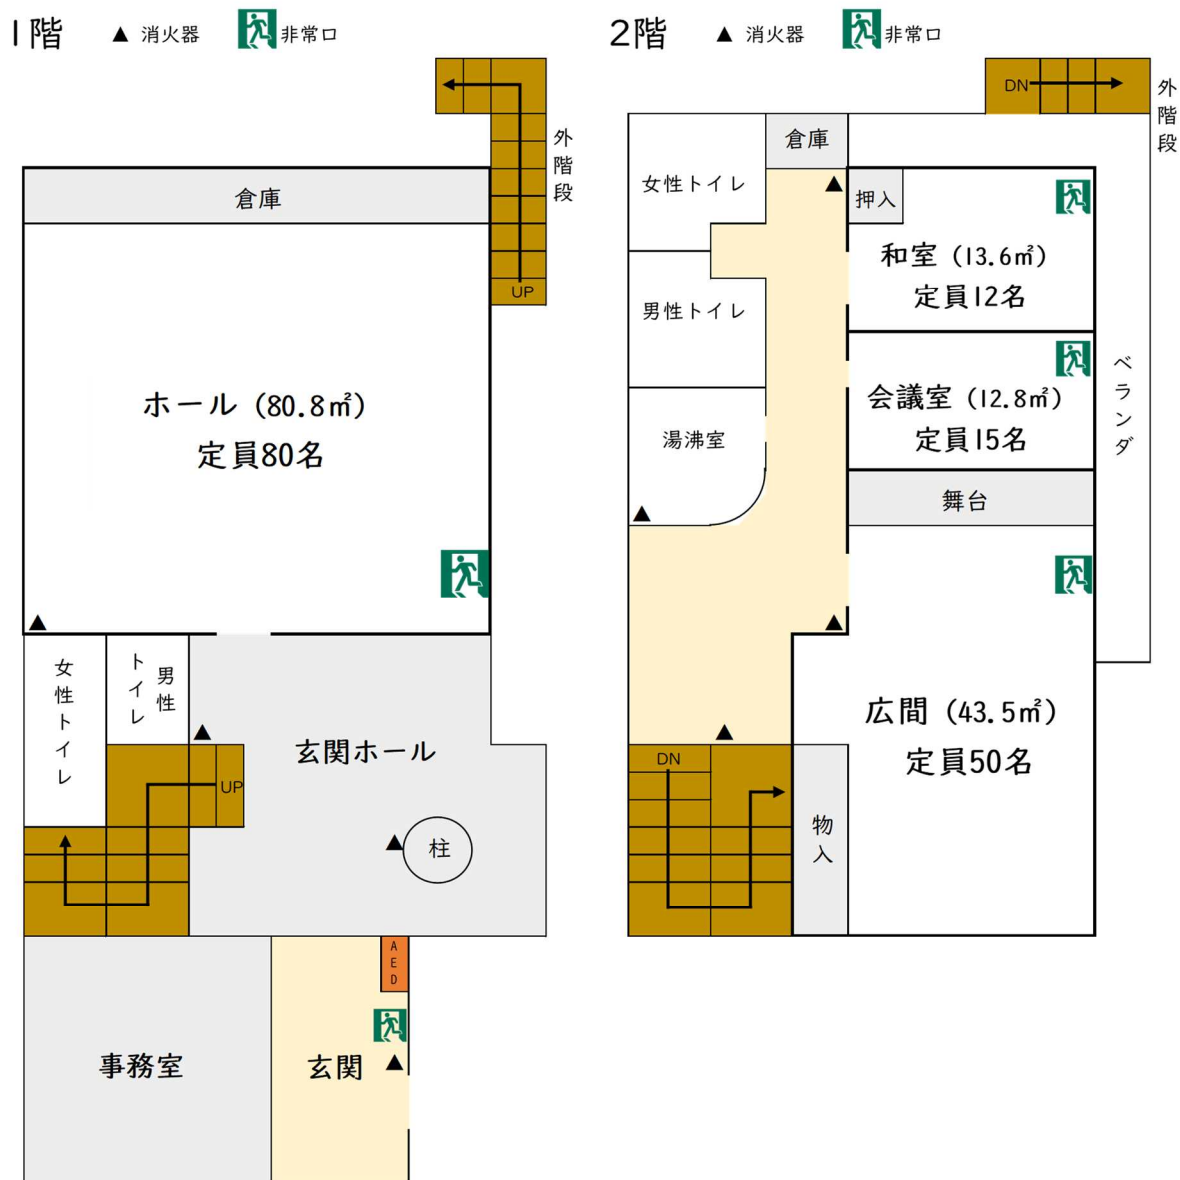 1階 ▲ 消火器 非常口
外階段
倉庫
UP
ホール（80.8㎡）
定員80名
女性トイレ
男性
トイレ
▲
▲
UP
玄関ホール
▲
柱
AED
事務室
玄関
▲
2階 ▲ 消火器 非常口
DN
外階段
倉庫
女性トイレ
▲
押入
和室（13.6㎡）
定員12名
男性トイレ
会議室（12.8㎡）
定員15名
ベランダ
湯沸室
▲
舞台
▲
広間（43.5㎡）
定員50名
▲
DN
物入